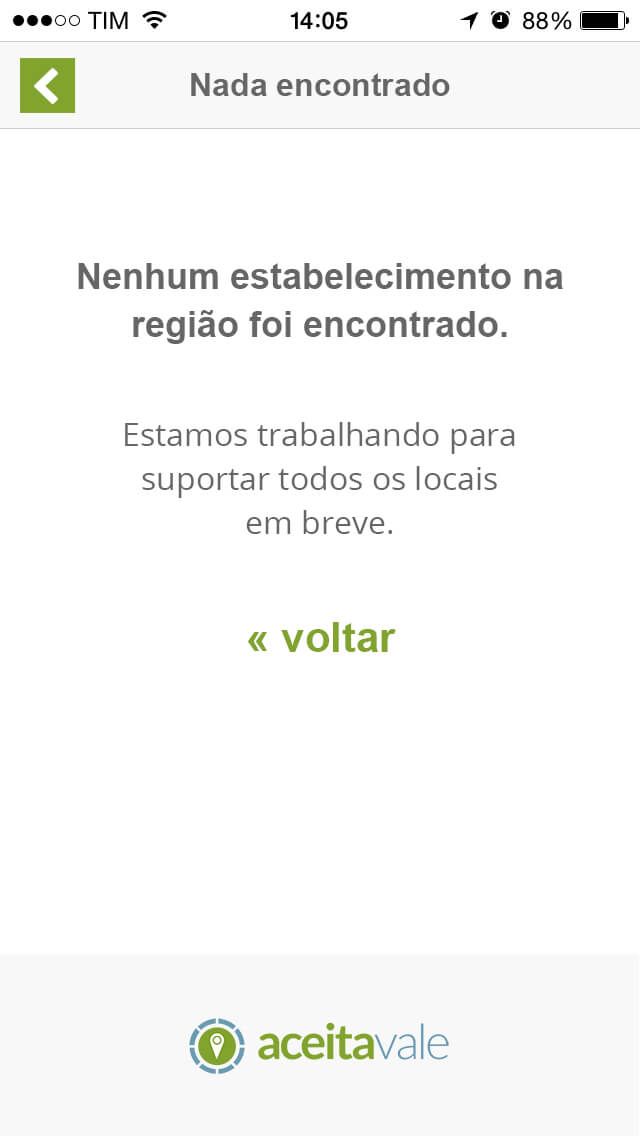 TIM 14:05 88%
Nada encontrado
Nenhum estabelecimento na
região foi encontrado.
Estamos trabalhando para
suportar todos os locais
em breve.
« voltar
aceitavale